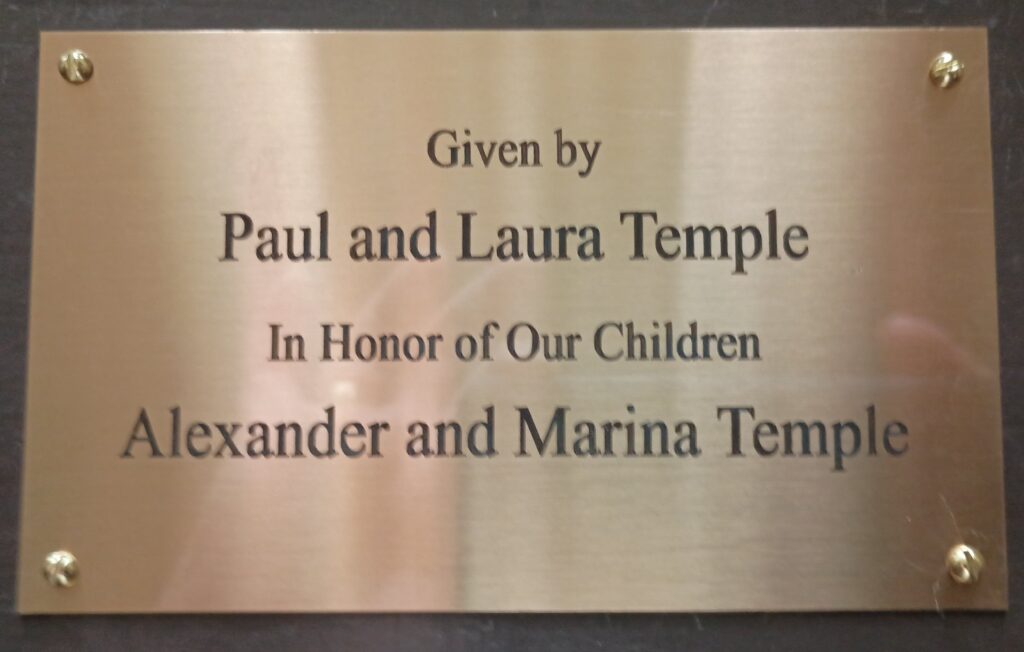 Given by
Paul and Laura Temple
In Honor of Our Children
Alexander and Marina Temple